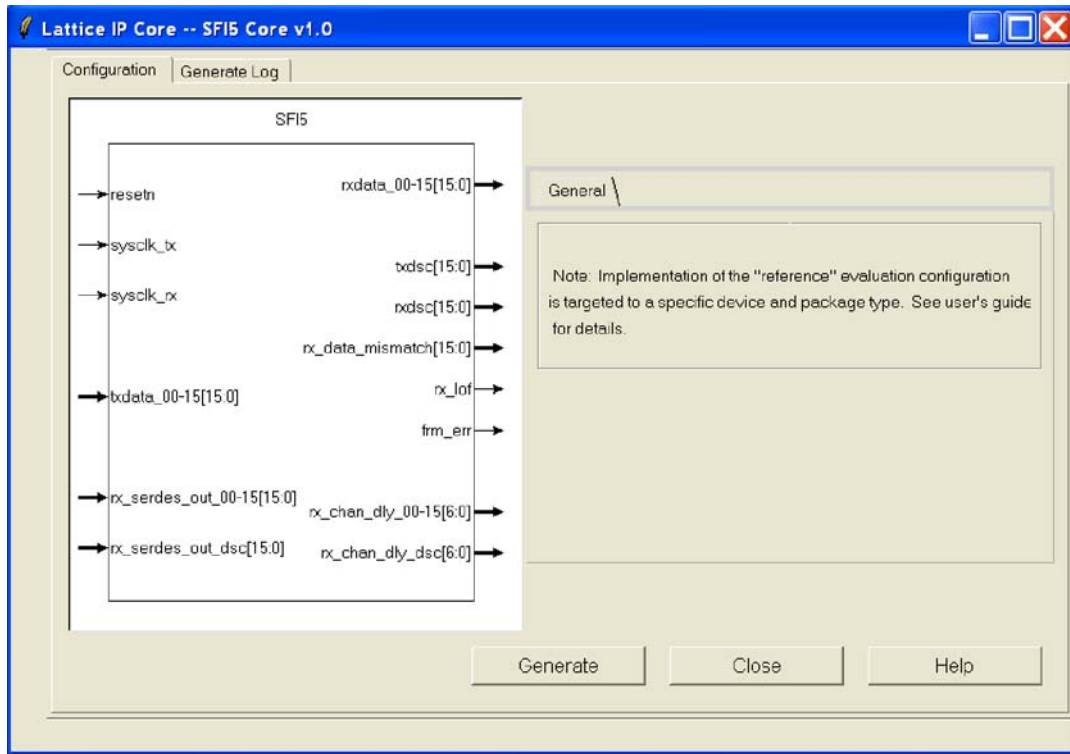 Lattice IP Core -- SFI5 Core v1.0
Configuration
Generate Log
SFI5
resetn
sysclk_tx
sysclk_rx
txdata_00-15[15:0]
rx_serdes_out_00-15[15:0]
rx_serdes_out_dsc[15:0]
rxdata_00-15[15:0]
txdsc[15:0]
rxdsc[15:0]
rx_data_mismatch[15:0]
rx_lof
frm_err
rx_chan_dly_00-15[6:0]
rx_chan_dly_dsc[6:0]
General
Note: Implementation of the "reference" evaluation configuration
is targeted to a specific device and package type. See user's guide
for details.
Generate
Close
Help